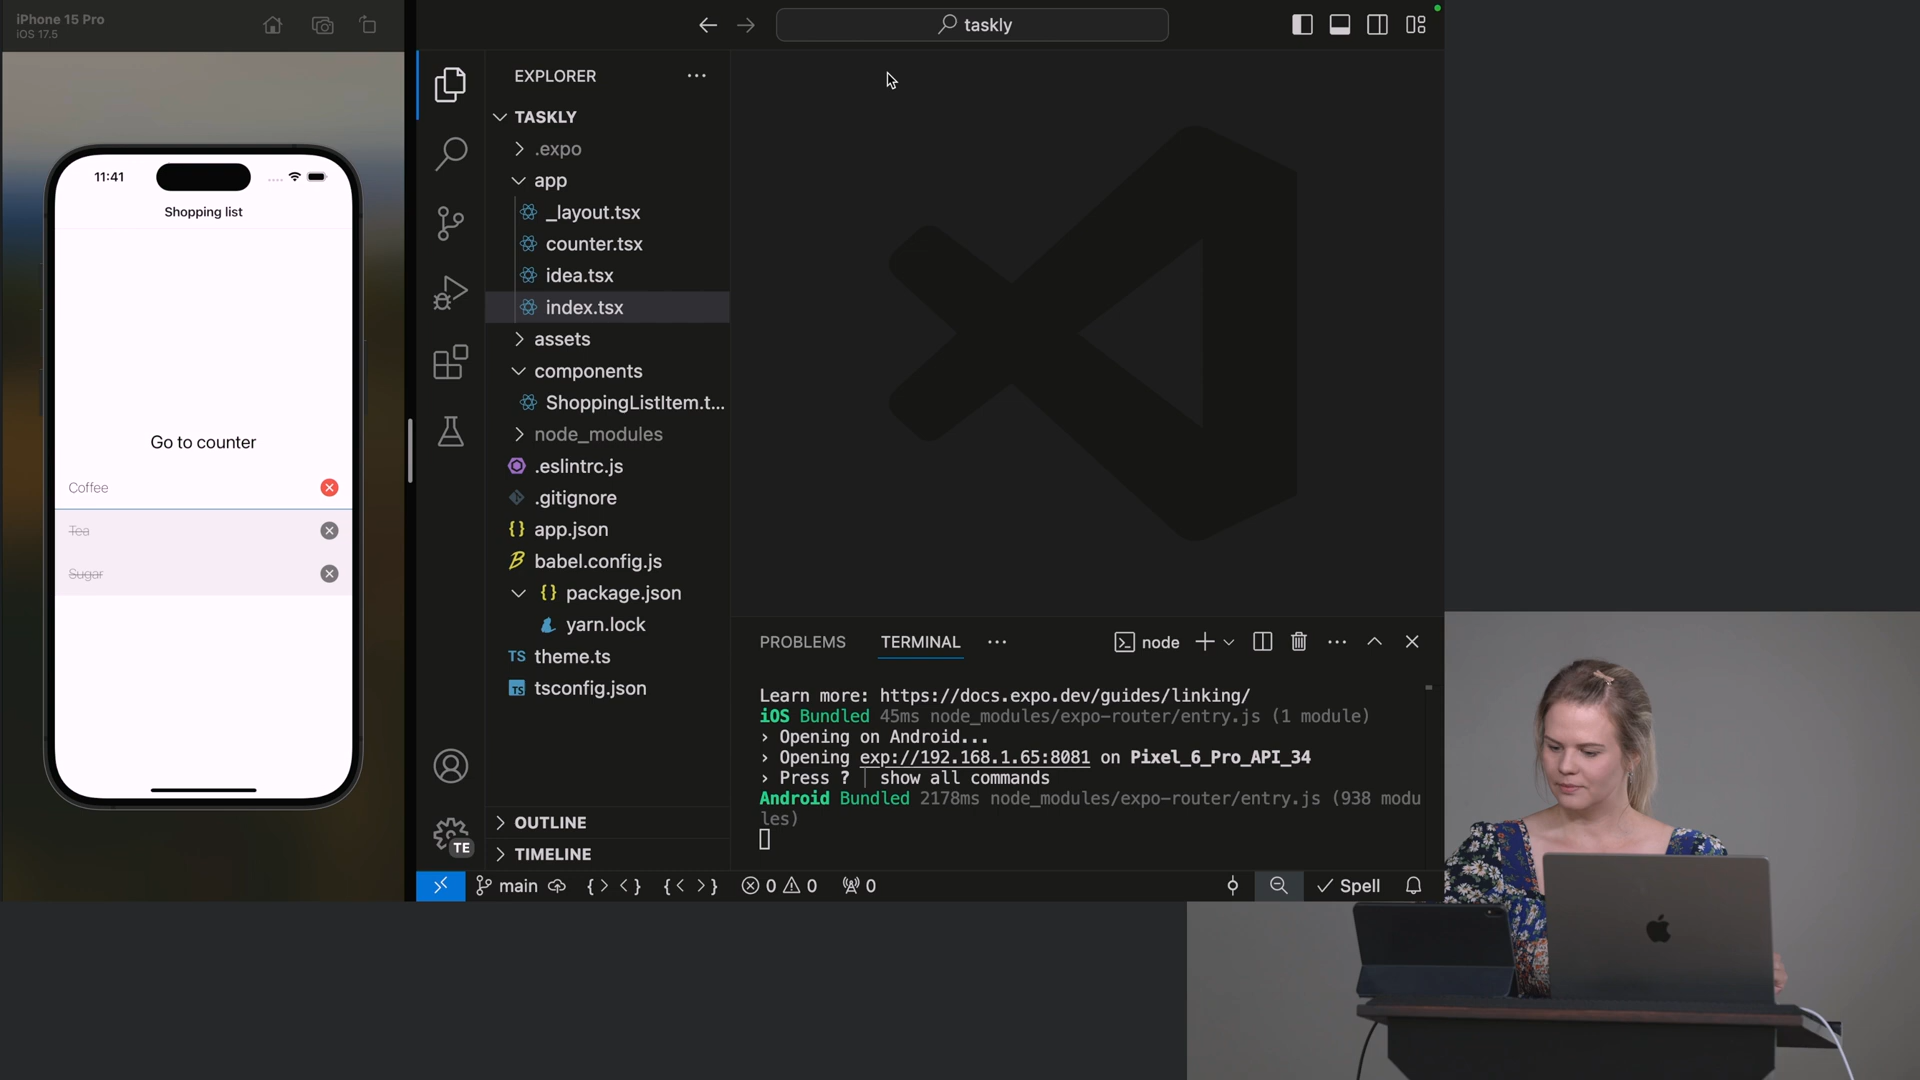 iPhone 15 Pro
iOS 17.5
11:41
Shopping list
Go to counter
Coffee
Tea
Sugar
taskly
EXPLORER
TASKLY
.expo
app
_layout.tsx
counter.tsx
idea.tsx
index.tsx
assets
components
ShoppingListItem.t...
node_modules
.eslintrc.js
.gitignore
app.json
babel.config.js
package.json
yarn.lock
TS theme.ts
TS tsconfig.json
OUTLINE
TIMELINE
TE
PROBLEMS TERMINAL ... node
Learn more: https://docs.expo.dev/guides/linking/
iOS Bundled 45ms node_modules/expo-router/entry.js (1 module)
› Opening on Android...
› Opening exp://192.168.1.65:8081 on Pixel_6_Pro_API_34
› Press ? │ show all commands
Android Bundled 2178ms node_modules/expo-router/entry.js (938 modu
les)
main 0 0 0 Spell